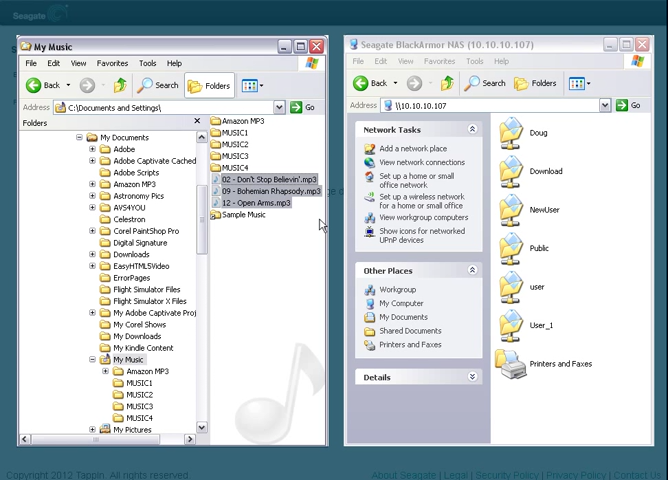 Seagate
My Music
File Edit View Favorites Tools Help
Back Search Folders
Address C:\Documents and Settings\ Go
Folders
My Documents
Adobe
Adobe Captivate Cached
Adobe Scripts
Amazon MP3
Astronomy Pics
AVS4YOU
Celestron
Corel PaintShop Pro
Digital Signature
Downloads
EasyHTML5Video
ErrorPages
Flight Simulator Files
Flight Simulator X Files
My Adobe Captivate Proj
My Corel Shows
My Downloads
My Kindle Content
My Music
Amazon MP3
MUSIC1
MUSIC2
MUSIC3
MUSIC4
My Pictures
Amazon MP3
MUSIC1
MUSIC2
MUSIC3
MUSIC4
02 - Don't Stop Believin'.mp3
09 - Bohemian Rhapsody.mp3
12 - Open Arms.mp3
Sample Music
Seagate BlackArmor NAS (10.10.10.107)
File Edit View Favorites Tools Help
Back Search Folders
Address \\10.10.10.107 Go
Network Tasks
Add a network place
View network connections
Set up a home or small
office network
Set up a wireless network
for a home or small office
View workgroup computers
Show icons for networked
UPnP devices
Other Places
Workgroup
My Computer
My Documents
Shared Documents
Printers and Faxes
Details
Doug
Download
NewUser
Public
user
User_1
Printers and Faxes
Copyright 2012 TappIn. All rights reserved.
About Seagate | Legal | Security Policy | Privacy Policy | Contact Us